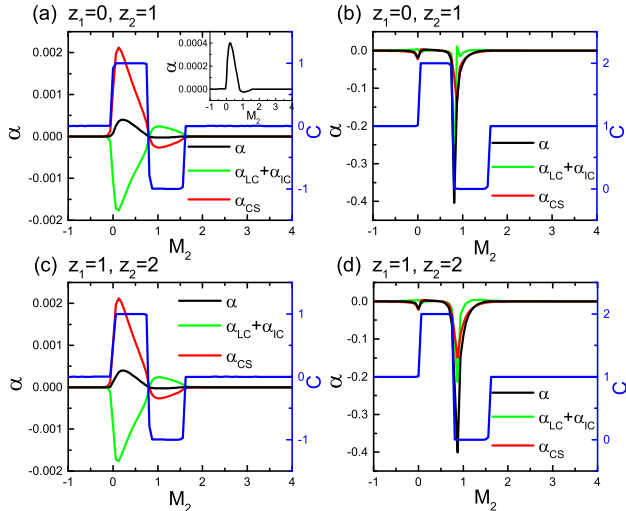 (a) z1=0, z2=1
0.002
0.001
0.000
-0.001
-0.002
α
0.0004
0.0002
0.0000
α
-1 0 1 2 3 4
M2
α
αLC+αIC
αCS
1
0
-1
C
-1 0 1 2 3 4
M2
(b) z1=0, z2=1
0.0
-0.1
-0.2
-0.3
-0.4
α
α
αLC+αIC
αCS
2
1
0
C
-1 0 1 2 3 4
M2
(c) z1=1, z2=2
0.002
0.001
0.000
-0.001
-0.002
α
α
αLC+αIC
αCS
1
0
-1
C
-1 0 1 2 3 4
M2
(d) z1=1, z2=2
0.0
-0.1
-0.2
-0.3
-0.4
α
α
αLC+αIC
αCS
2
1
0
C
-1 0 1 2 3 4
M2